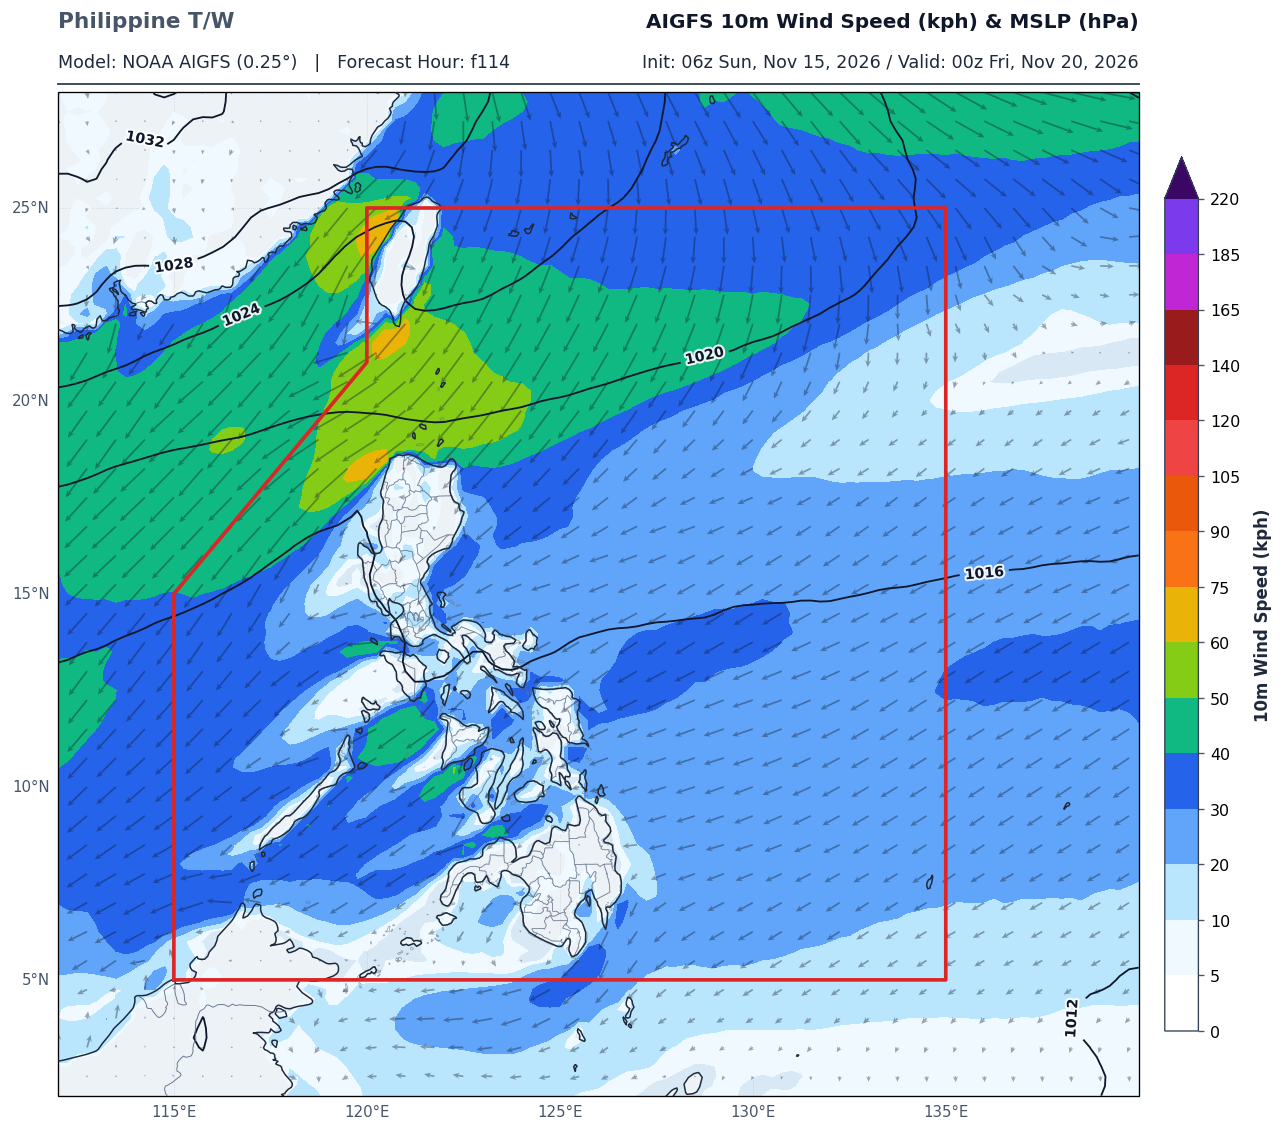 Philippine T/W
AIGFS 10m Wind Speed (kph) & MSLP (hPa)
Model: NOAA AIGFS (0.25°)   |   Forecast Hour: f114
Init: 06z Sun, Nov 15, 2026 / Valid: 00z Fri, Nov 20, 2026
1032
1028
1024
1020
1016
1012
25°N
20°N
15°N
10°N
5°N
115°E
120°E
125°E
130°E
135°E
220
185
165
140
120
105
90
75
60
50
40
30
20
10
5
0
10m Wind Speed (kph)